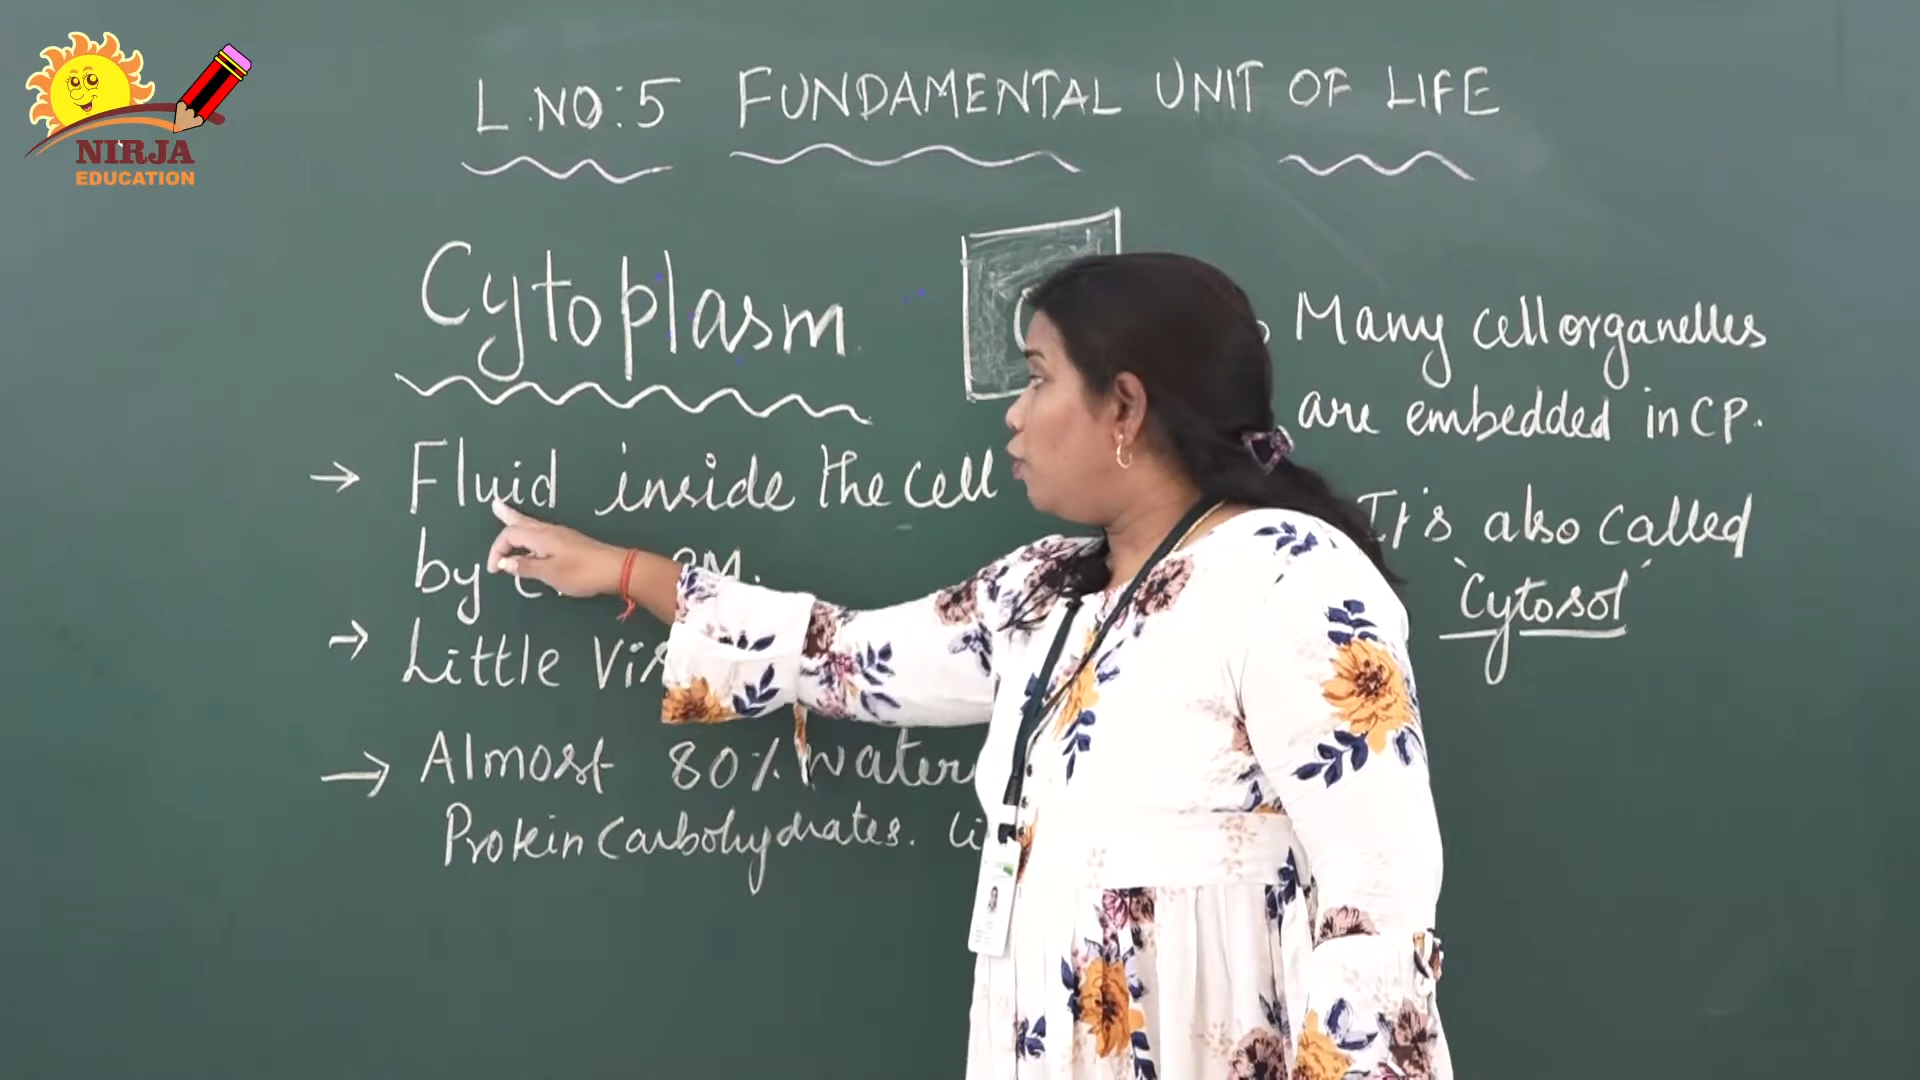 NIRJA
EDUCATION
L.NO:5 FUNDAMENTAL UNIT OF LIFE
Cytoplasm
→ Fluid inside the cell
by PM.
→ Little
→ Almost 80% water
Protein Carbohydrates.
Many cell organelles
are embedded in CP.
It's also called
'Cytosol'